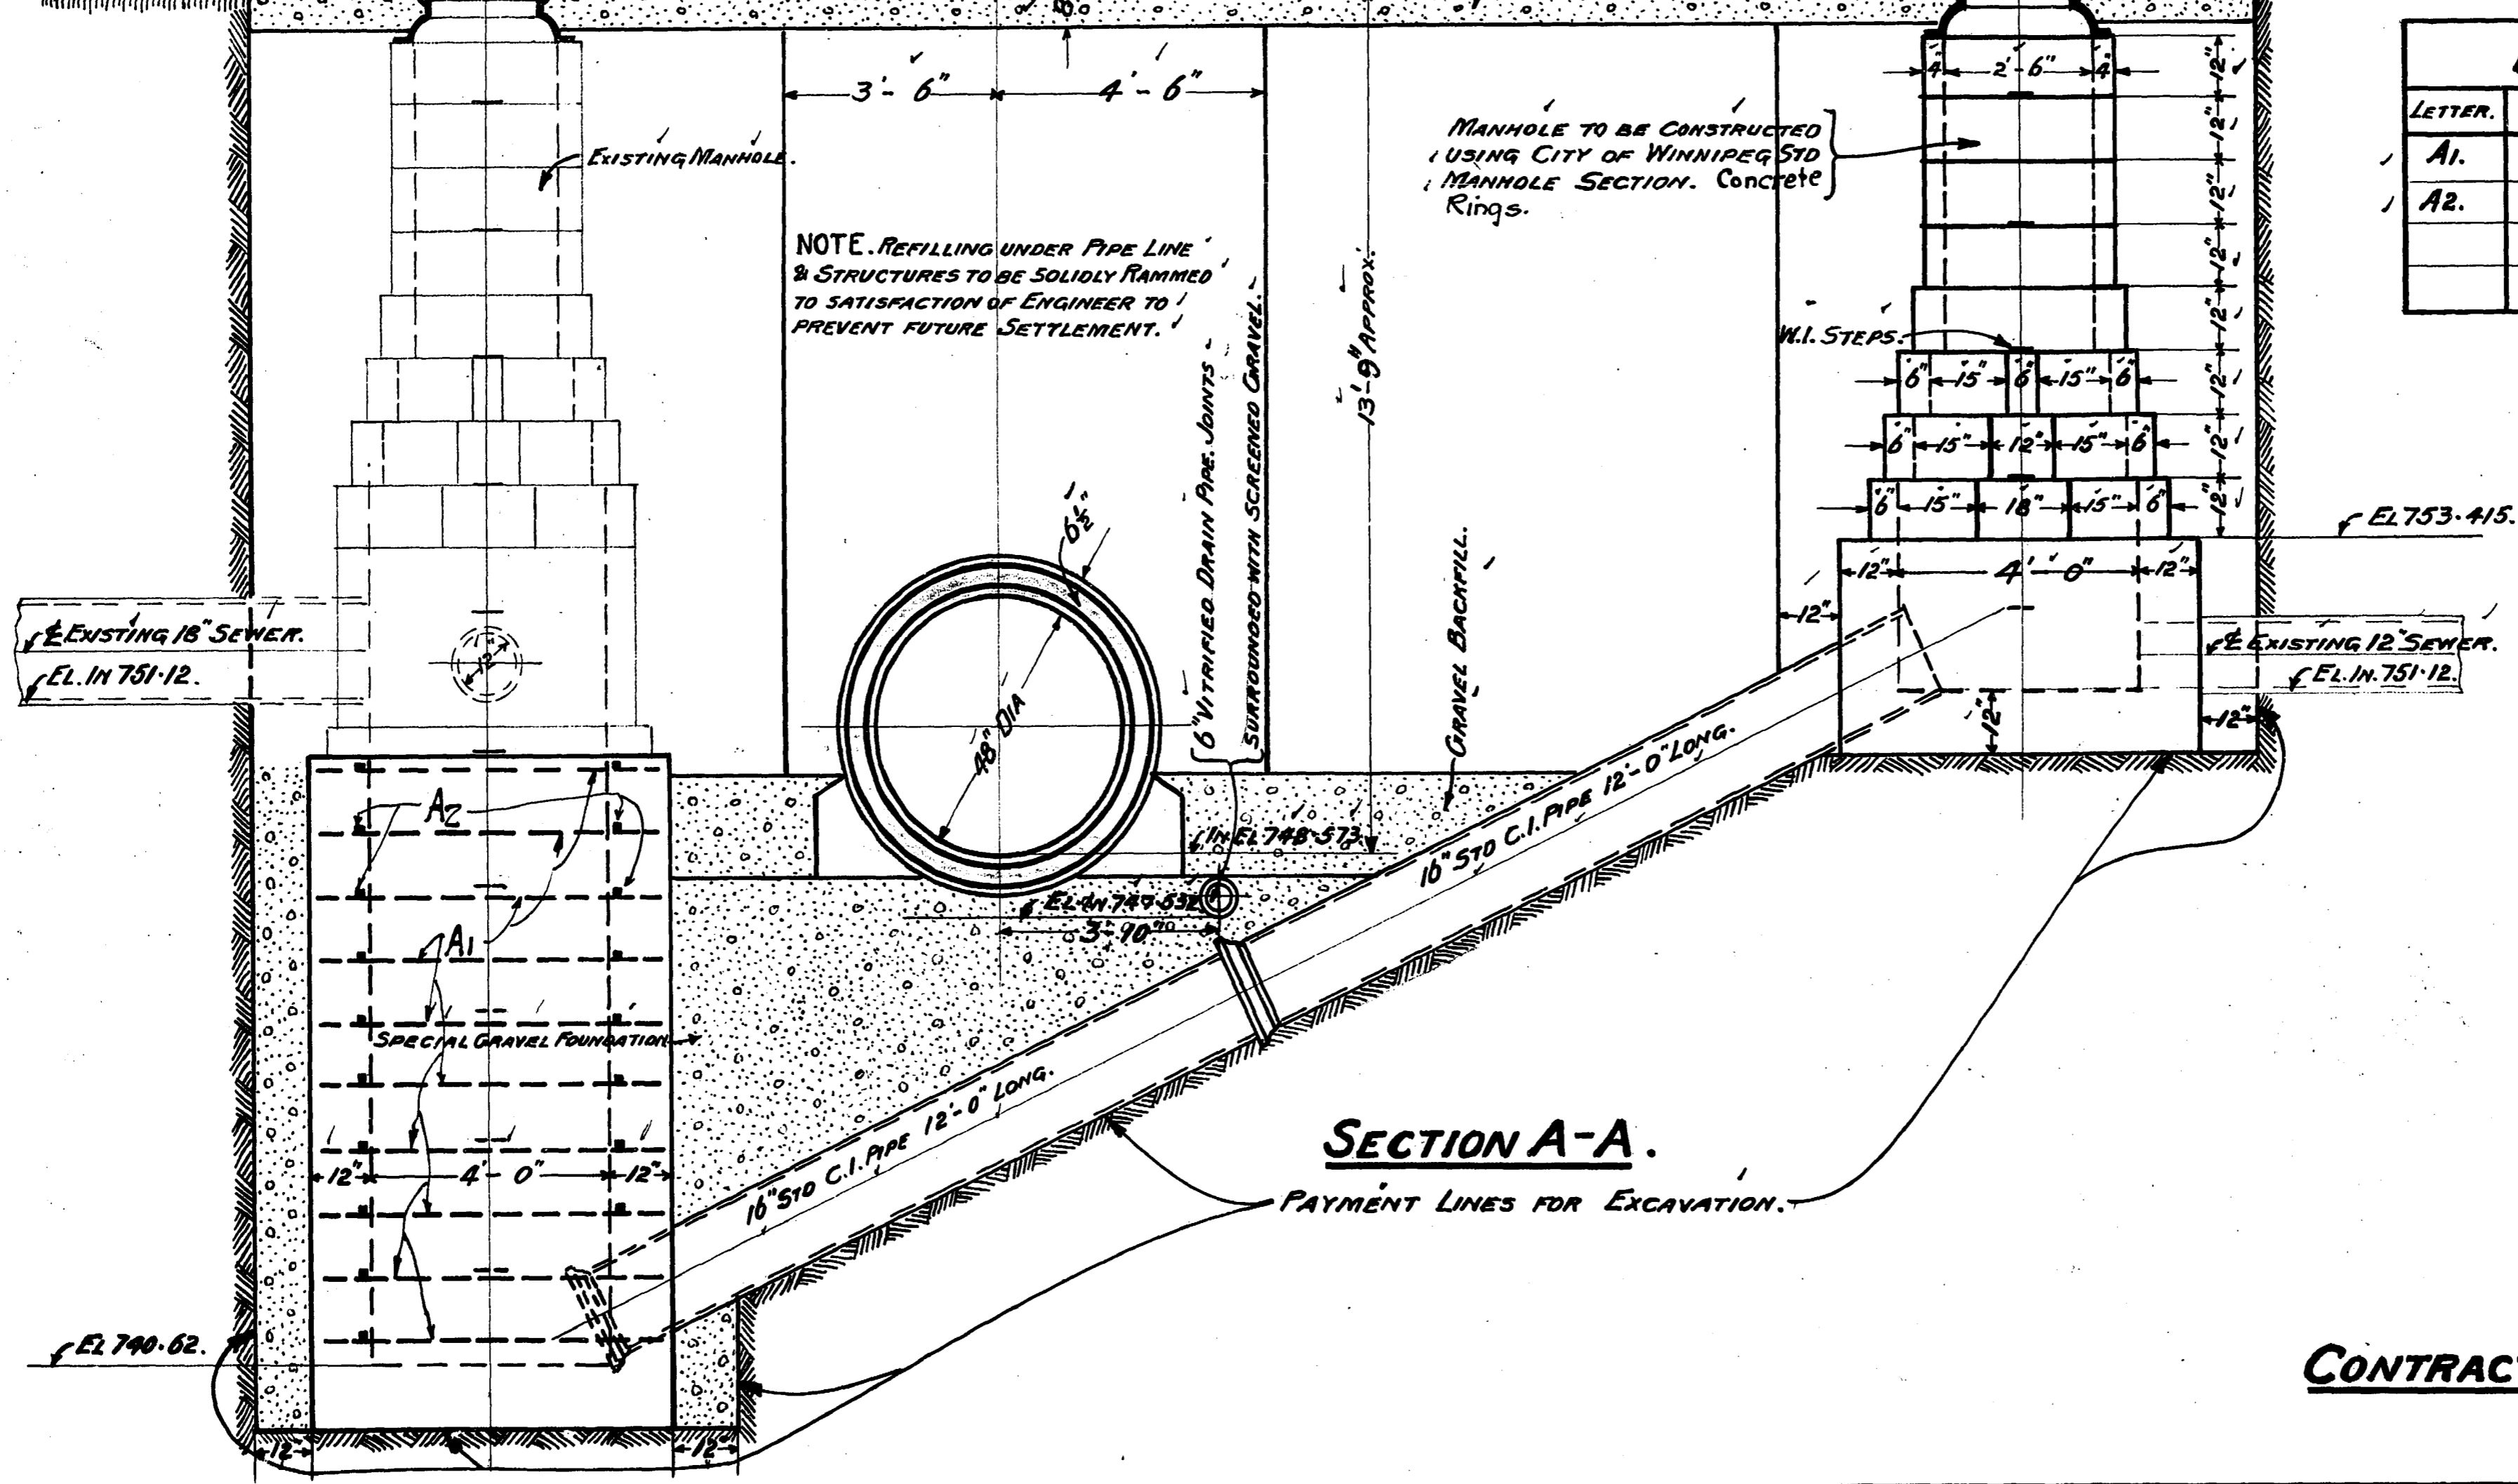 3'- 6"
4'- 6"
4"
2'-6"
4"
12"
12"
12"
12"
12"
12"
12"
12"
EXISTING MANHOLE.
MANHOLE TO BE CONSTRUCTED
USING CITY OF WINNIPEG STD
MANHOLE SECTION. Concrete
Rings.
LETTER.
A1.
A2.
NOTE. REFILLING UNDER PIPE LINE
& STRUCTURES TO BE SOLIDLY RAMMED
TO SATISFACTION OF ENGINEER TO
PREVENT FUTURE SETTLEMENT.
6" VITRIFIED DRAIN PIPE. JOINTS
SURROUNDED WITH SCREENED GRAVEL.
13'-9" APPROX.
W.I. STEPS.
6" 15" 6" 15" 6"
6" 15" 12" 15" 6"
6" 15" 18" 15" 6"
EL 753.415.
6½"
GRAVEL BACKFILL.
12" 4'-0" 12"
12"
℄ EXISTING 18" SEWER.
EL. IN 751.12.
12"
48" DIA
℄ EXISTING 12" SEWER.
EL. IN. 751.12.
12"
12"
16" STD C.I. PIPE 12'-0" LONG.
A2
IN EL 748.573.
A1
SPECIAL GRAVEL FOUNDATION
16" STD C.I. PIPE 12'-0" LONG.
12" 4'- 0" 12"
SECTION A-A.
PAYMENT LINES FOR EXCAVATION.
EL 740.62.
CONTRAC
12"
12"